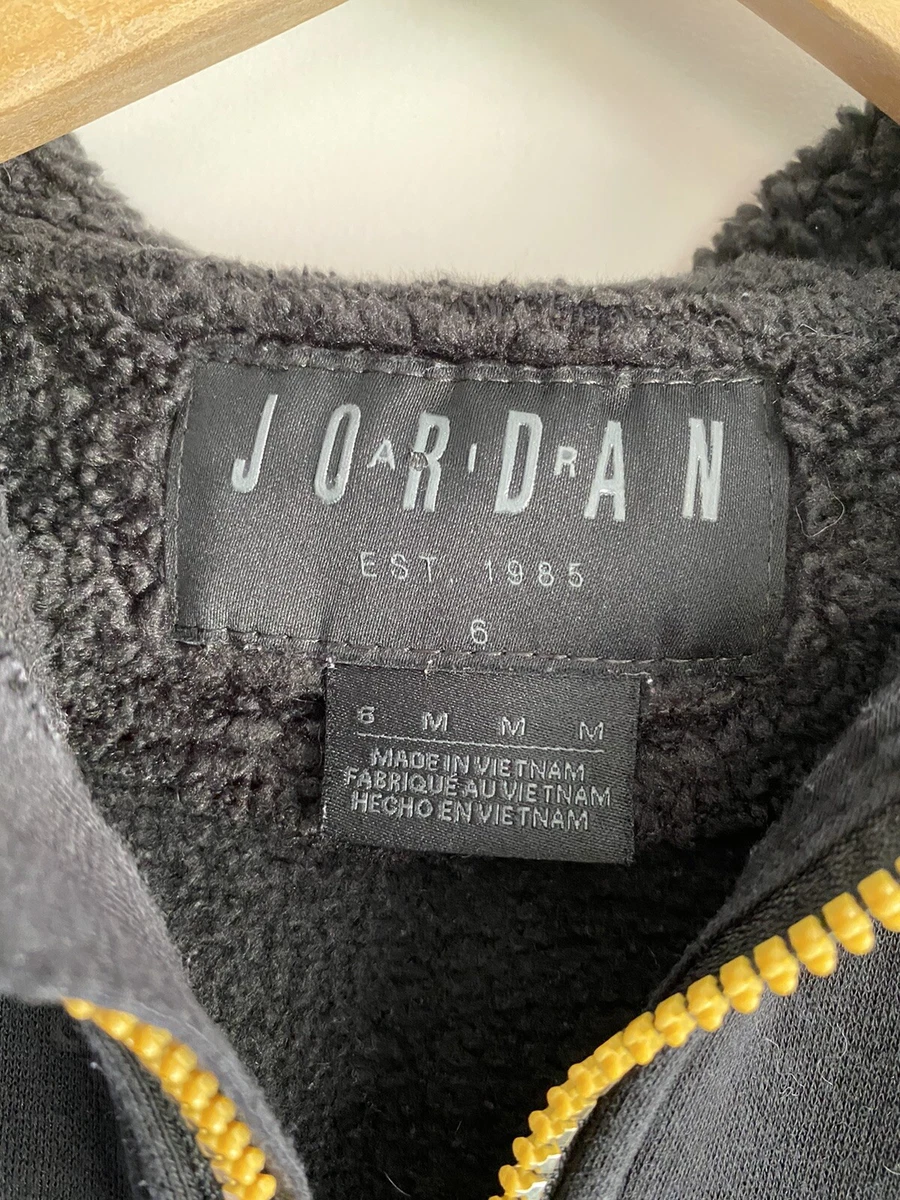 JORDAN
AIR
EST. 1985
6
6 M M M
MADE IN VIETNAM
FABRIQUÉ AU VIETNAM
HECHO EN VIETNAM